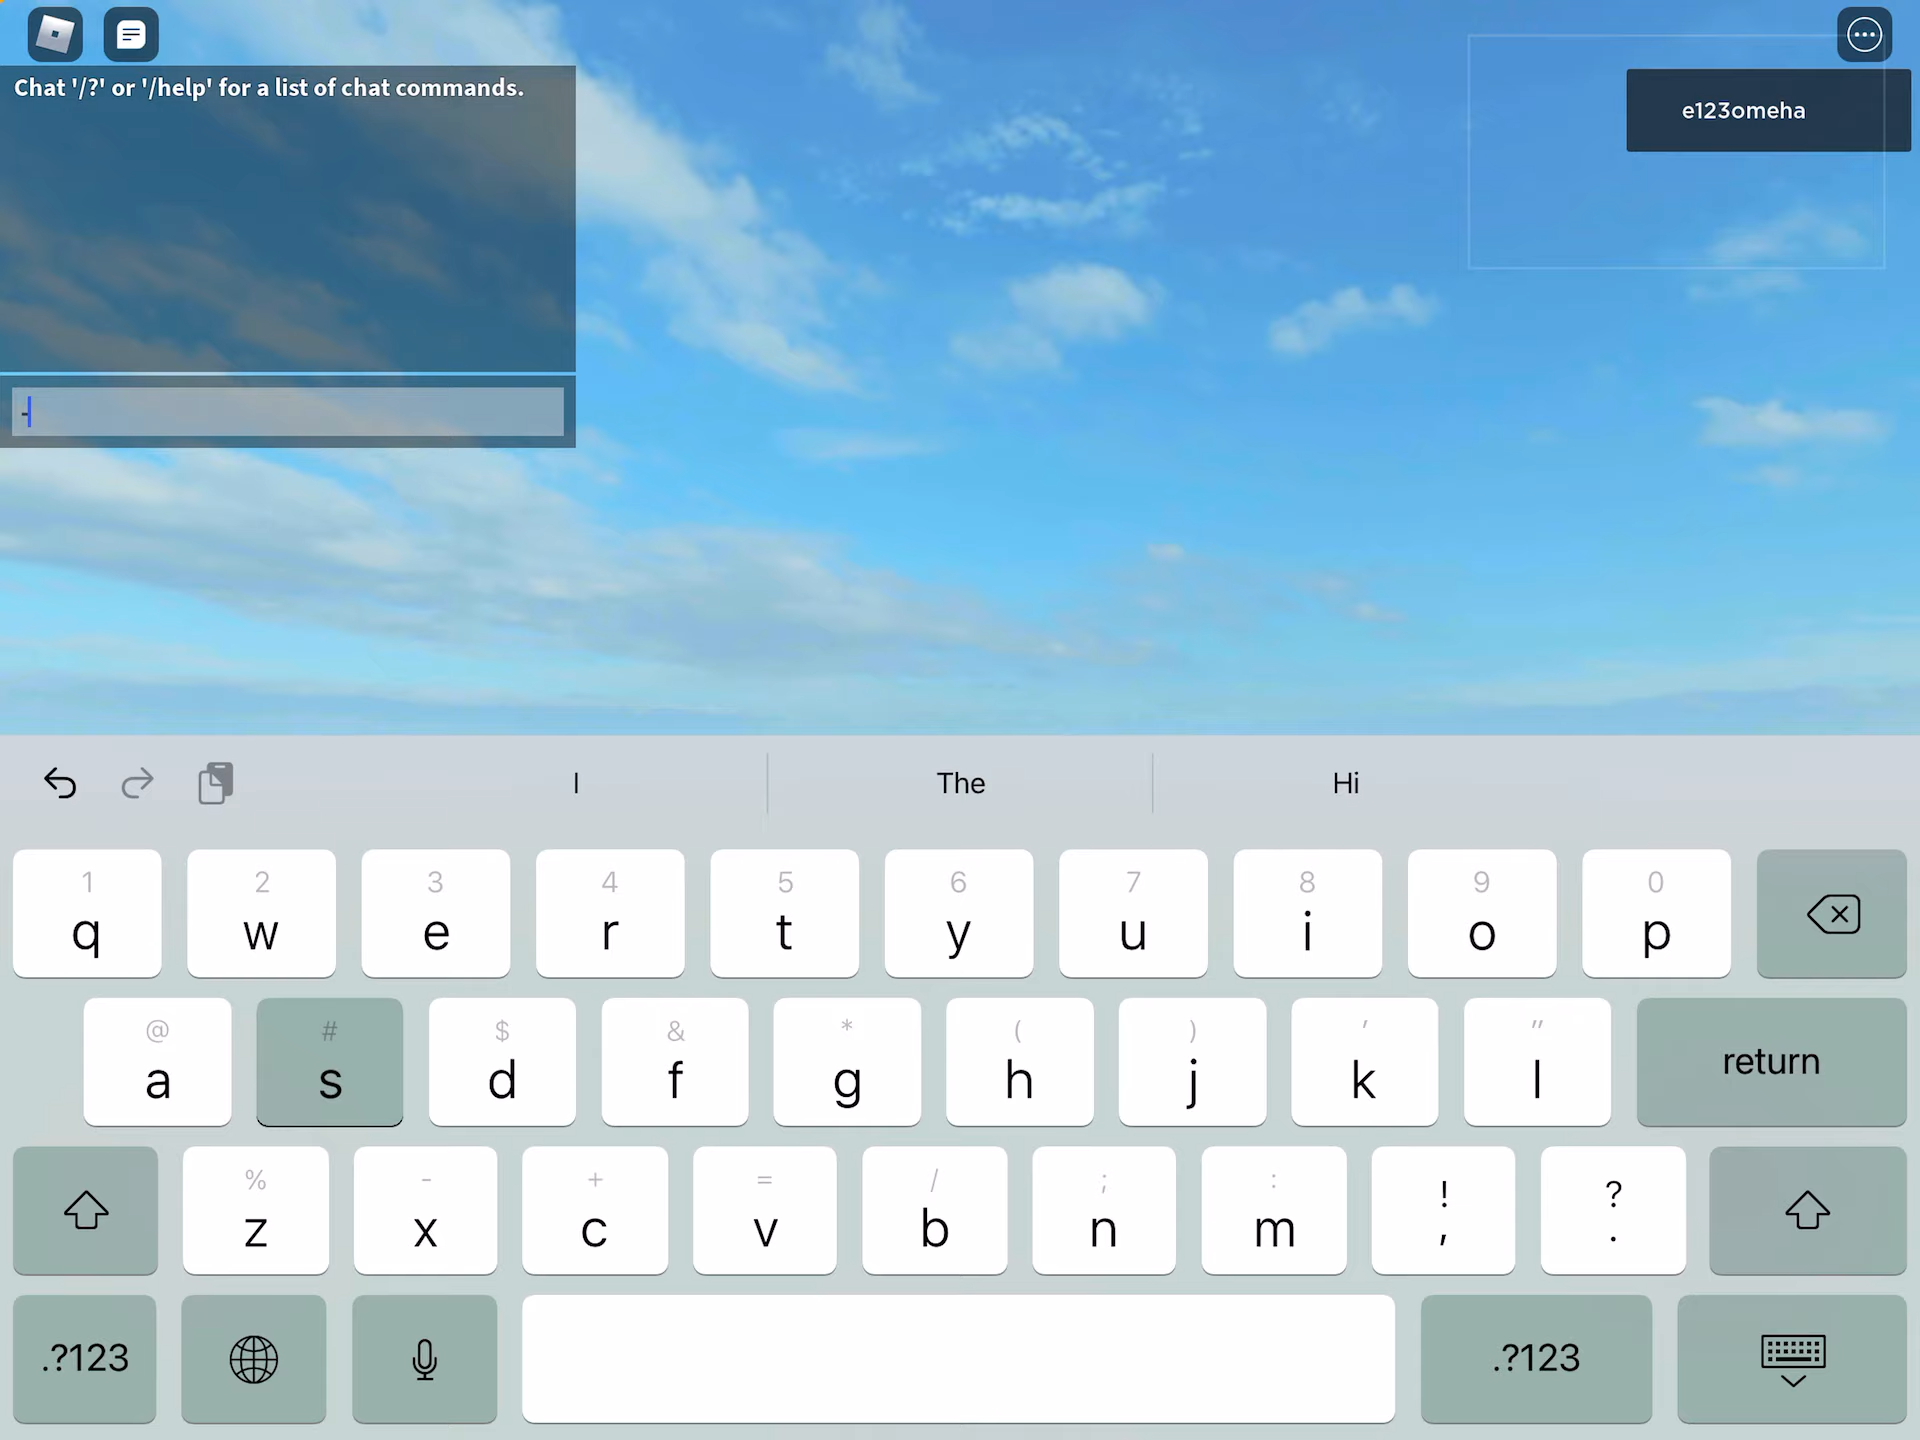 Chat '/?' or '/help' for a list of chat commands.
e123omeha
-
I The Hi
1 2 3 4 5 6 7 8 9 0
q w e r t y u i o p
@ # $ & * ( ) ' "
a s d f g h j k l return
% - + = / ; : ! ?
z x c v b n m , .
.?123 .?123